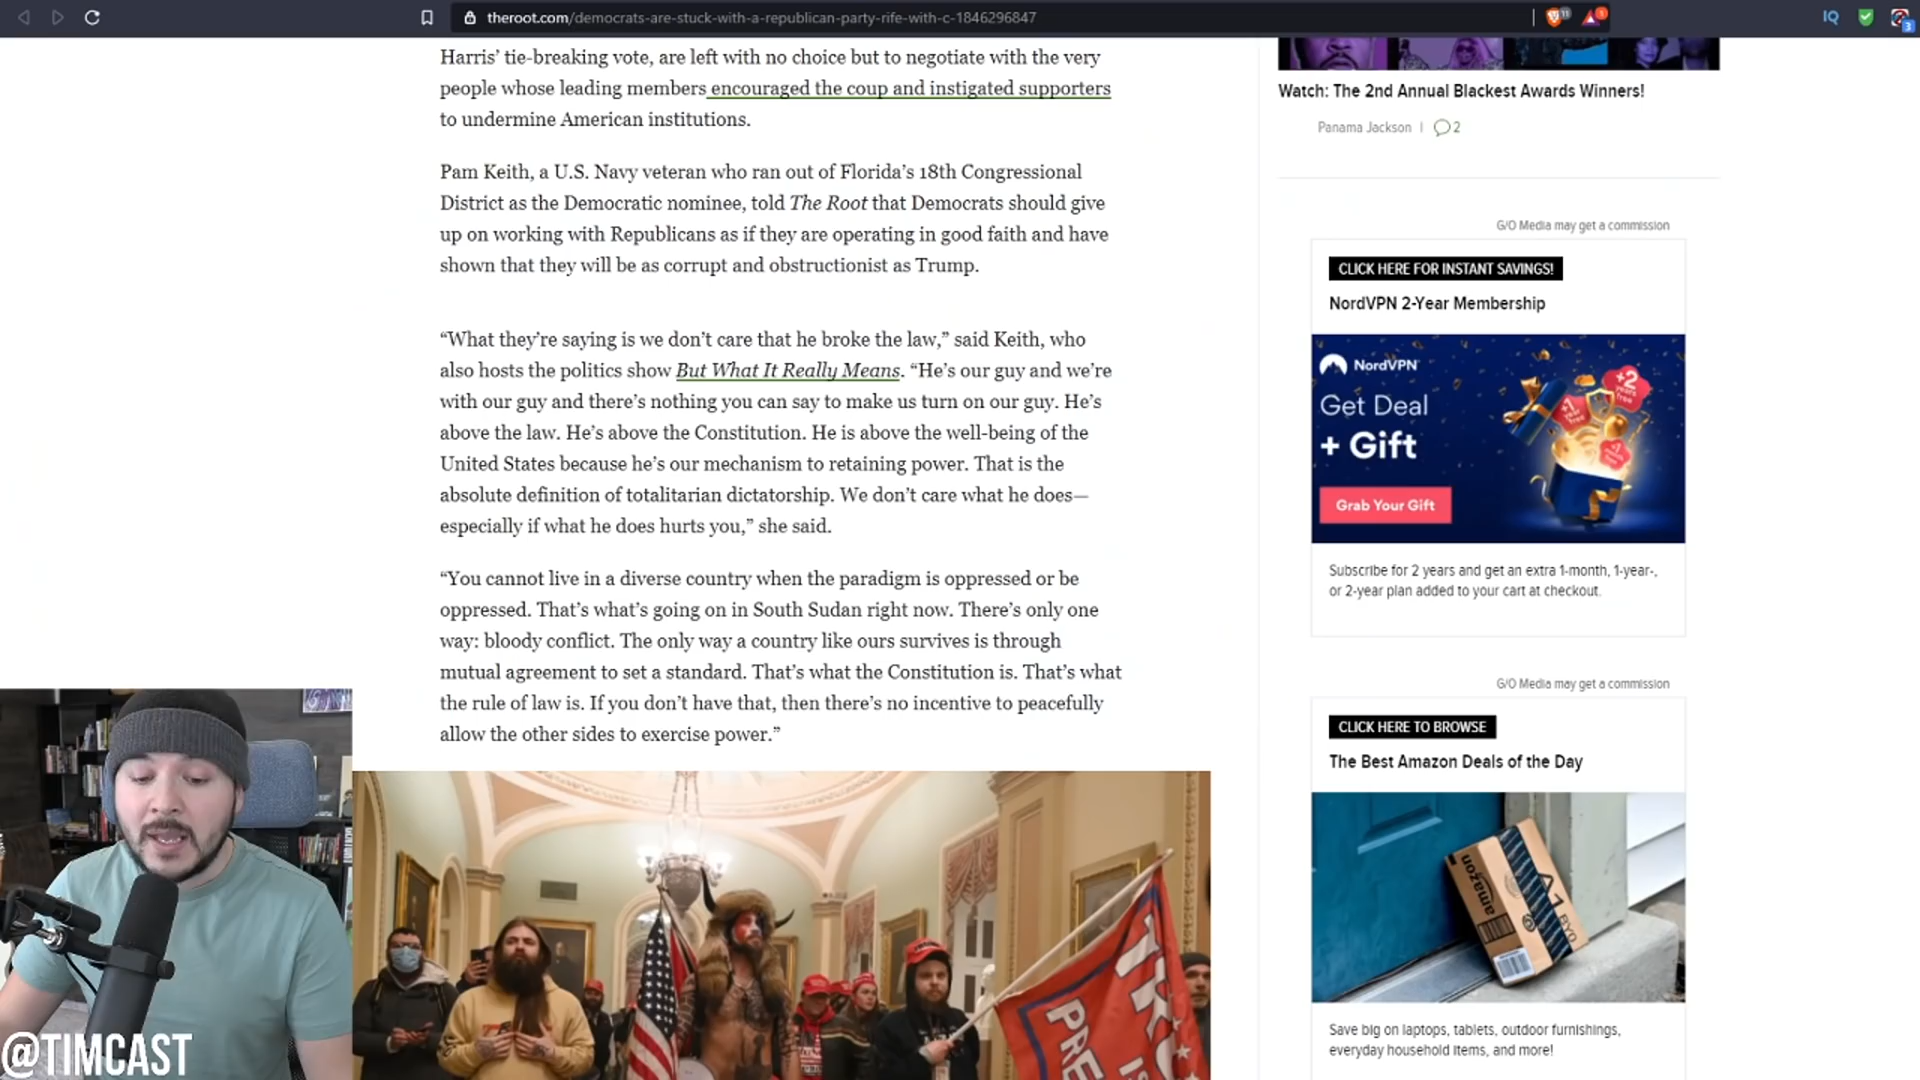 theroot.com/democrats-are-stuck-with-a-republican-party-rife-with-c-1846296847
IQ
Harris’ tie-breaking vote, are left with no choice but to negotiate with the very
people whose leading members encouraged the coup and instigated supporters
to undermine American institutions.
Pam Keith, a U.S. Navy veteran who ran out of Florida’s 18th Congressional
District as the Democratic nominee, told The Root that Democrats should give
up on working with Republicans as if they are operating in good faith and have
shown that they will be as corrupt and obstructionist as Trump.
“What they’re saying is we don’t care that he broke the law,” said Keith, who
also hosts the politics show But What It Really Means. “He’s our guy and we’re
with our guy and there’s nothing you can say to make us turn on our guy. He’s
above the law. He’s above the Constitution. He is above the well-being of the
United States because he’s our mechanism to retaining power. That is the
absolute definition of totalitarian dictatorship. We don’t care what he does—
especially if what he does hurts you,” she said.
“You cannot live in a diverse country when the paradigm is oppressed or be
oppressed. That’s what’s going on in South Sudan right now. There’s only one
way: bloody conflict. The only way a country like ours survives is through
mutual agreement to set a standard. That’s what the Constitution is. That’s what
the rule of law is. If you don’t have that, then there’s no incentive to peacefully
allow the other sides to exercise power.”
Watch: The 2nd Annual Blackest Awards Winners!
Panama Jackson | 2
G/O Media may get a commission
CLICK HERE FOR INSTANT SAVINGS!
NordVPN 2-Year Membership
NordVPN
Get Deal
+ Gift
Grab Your Gift
Subscribe for 2 years and get an extra 1-month, 1-year-,
or 2-year plan added to your cart at checkout.
G/O Media may get a commission
CLICK HERE TO BROWSE
The Best Amazon Deals of the Day
amazon
Save big on laptops, tablets, outdoor furnishings,
everyday household items, and more!
@TIMCAST